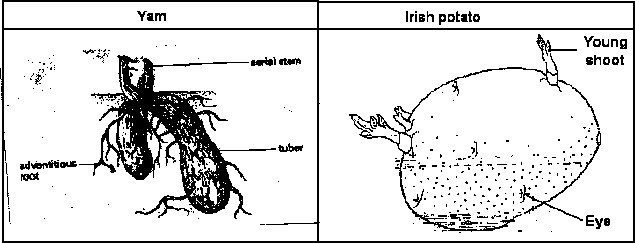 Yam
Irish potato
aerial stem
tuber
adventitious
root
Young
shoot
Eye